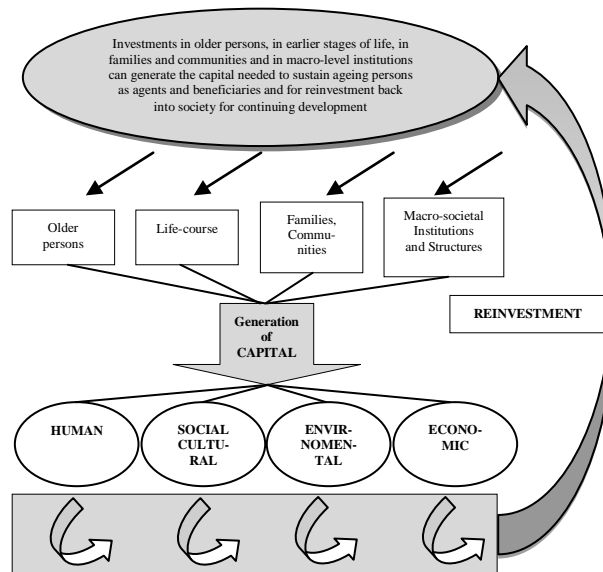 Investments in older persons, in earlier stages of life, in
families and communities and in macro-level institutions
can generate the capital needed to sustain ageing persons
as agents and beneficiaries and for reinvestment back
into society for continuing development
Older
persons
Life-course
Families,
Commu-
nities
Macro-societal
Institutions
and Structures
REINVESTMENT
Generation
of
CAPITAL
HUMAN
SOCIAL
CULTU-
RAL
ENVIR-
NOMEN-
TAL
ECONO-
MIC